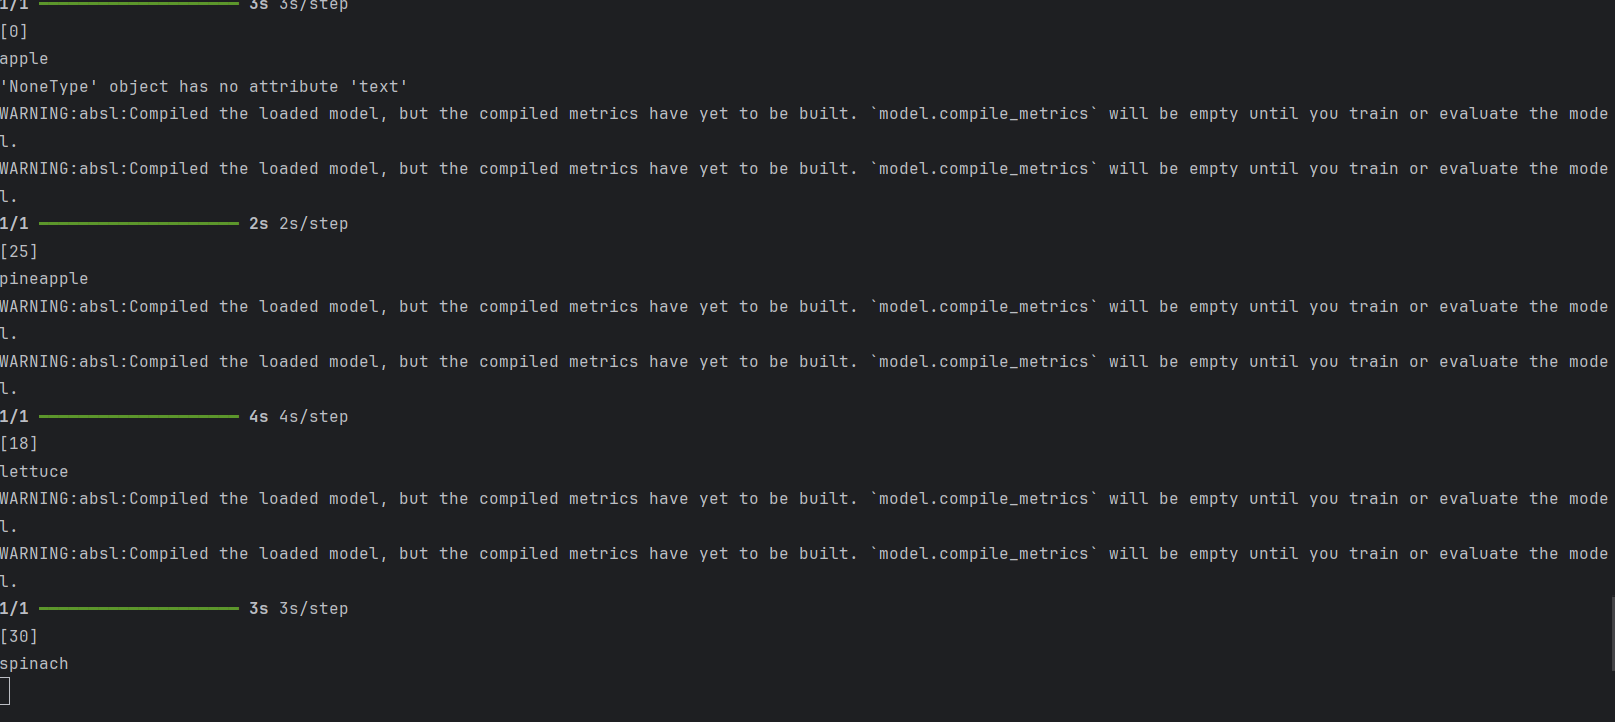 1/1 ━━━━━━━━━━━━━━━━━━━━ 3s 3s/step
[0]
apple
'NoneType' object has no attribute 'text'
WARNING:absl:Compiled the loaded model, but the compiled metrics have yet to be built. `model.compile_metrics` will be empty until you train or evaluate the mode
l.
WARNING:absl:Compiled the loaded model, but the compiled metrics have yet to be built. `model.compile_metrics` will be empty until you train or evaluate the mode
l.
1/1 ━━━━━━━━━━━━━━━━━━━━ 2s 2s/step
[25]
pineapple
WARNING:absl:Compiled the loaded model, but the compiled metrics have yet to be built. `model.compile_metrics` will be empty until you train or evaluate the mode
l.
WARNING:absl:Compiled the loaded model, but the compiled metrics have yet to be built. `model.compile_metrics` will be empty until you train or evaluate the mode
l.
1/1 ━━━━━━━━━━━━━━━━━━━━ 4s 4s/step
[18]
lettuce
WARNING:absl:Compiled the loaded model, but the compiled metrics have yet to be built. `model.compile_metrics` will be empty until you train or evaluate the mode
l.
WARNING:absl:Compiled the loaded model, but the compiled metrics have yet to be built. `model.compile_metrics` will be empty until you train or evaluate the mode
l.
1/1 ━━━━━━━━━━━━━━━━━━━━ 3s 3s/step
[30]
spinach